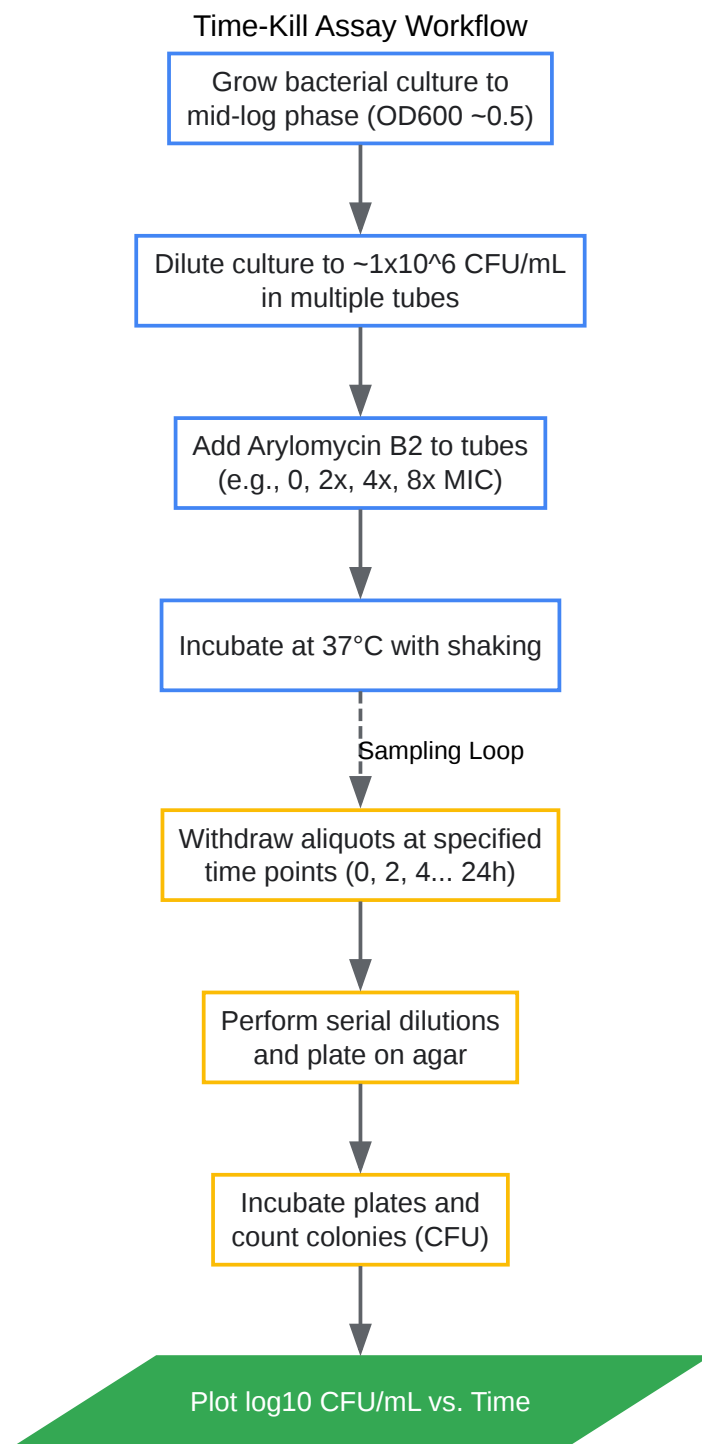 Time-Kill Assay Workflow
Grow bacterial culture to
mid-log phase (OD600 ~0.5)
Dilute culture to ~1x10^6 CFU/mL
in multiple tubes
Add Arylomycin B2 to tubes
(e.g., 0, 2x, 4x, 8x MIC)
Incubate at 37°C with shaking
Sampling Loop
Withdraw aliquots at specified
time points (0, 2, 4... 24h)
Perform serial dilutions
and plate on agar
Incubate plates and
count colonies (CFU)
Plot log10 CFU/mL vs. Time